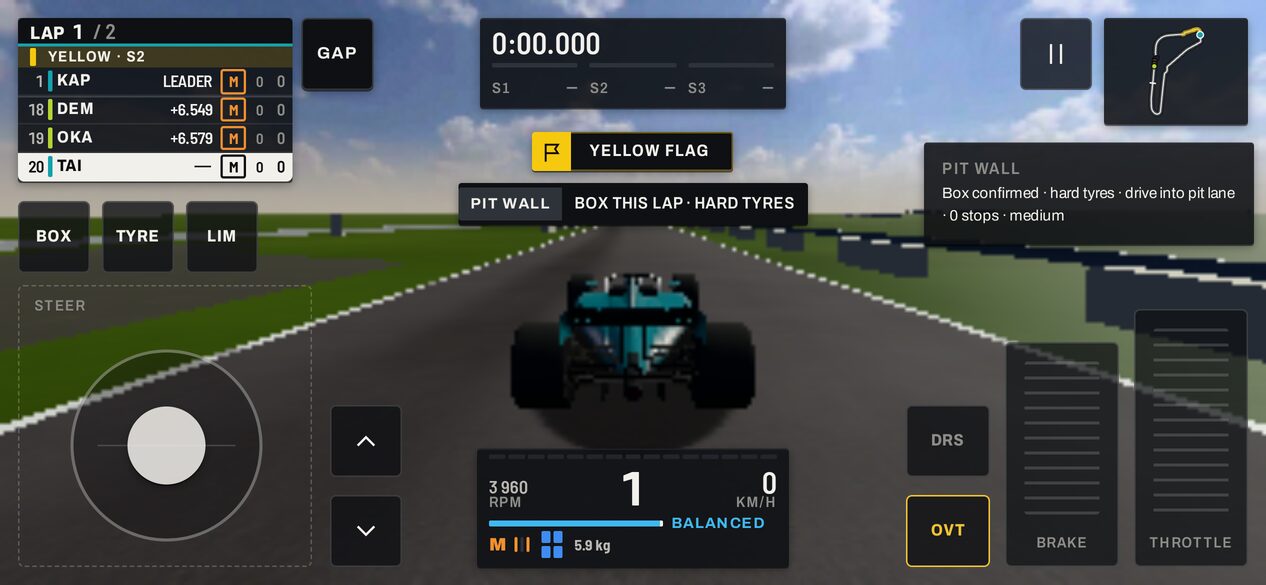 LAP 1 / 2
YELLOW · S2
1 KAP LEADER M 0 0
18 DEM +6.549 M 0 0
19 OKA +6.579 M 0 0
20 TAI — M 0 0
GAP
0:00.000
S1 — S2 — S3 —
YELLOW FLAG
PIT WALL BOX THIS LAP · HARD TYRES
PIT WALL
Box confirmed · hard tyres · drive into pit lane
· 0 stops · medium
BOX TYRE LIM
STEER
DRS
OVT
BRAKE
THROTTLE
3 960 1 0
RPM KM/H
BALANCED
M 5.9 kg